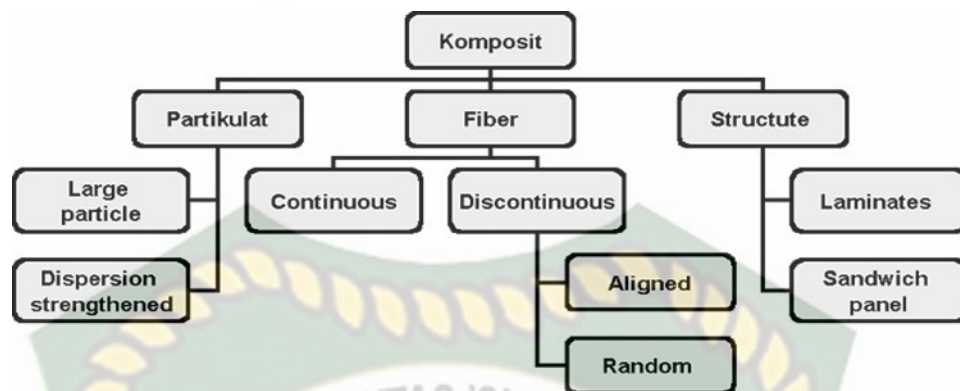 Komposit
Partikulat
Fiber
Structute
Large
particle
Continuous
Discontinuous
Laminates
Dispersion
strengthened
Aligned
Sandwich
panel
Random